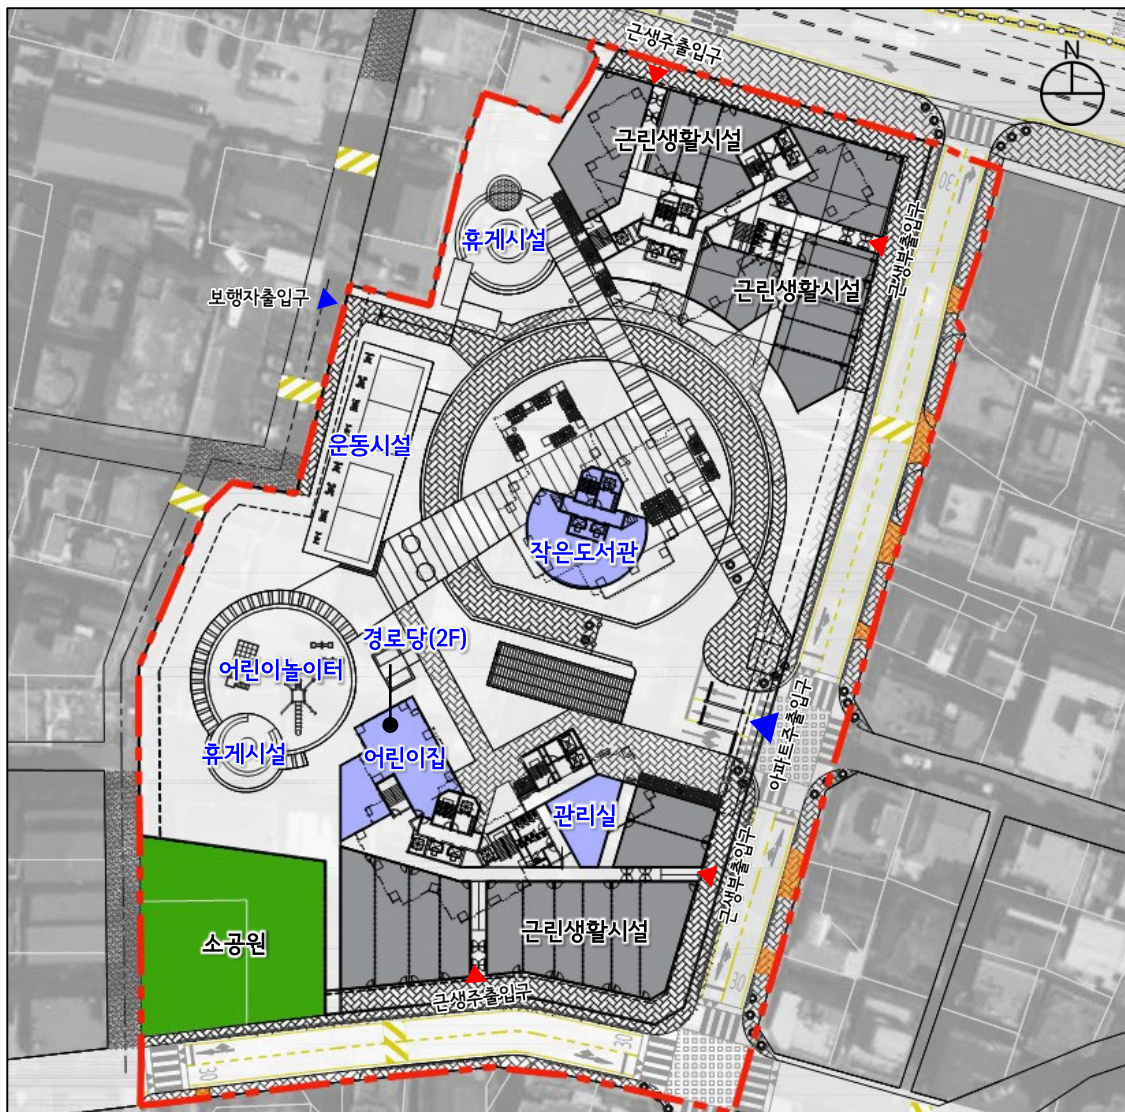 근생주출입구
N
근린생활시설
30
근생부출입구
휴게시설
근린생활시설
보행자출입구
운동시설
작은도서관
경로당(2F)
어린이놀이터
아파트주출입구
휴게시설
어린이집
관리실
근생부출입구
소공원
근린생활시설
30
근생주출입구
30
30